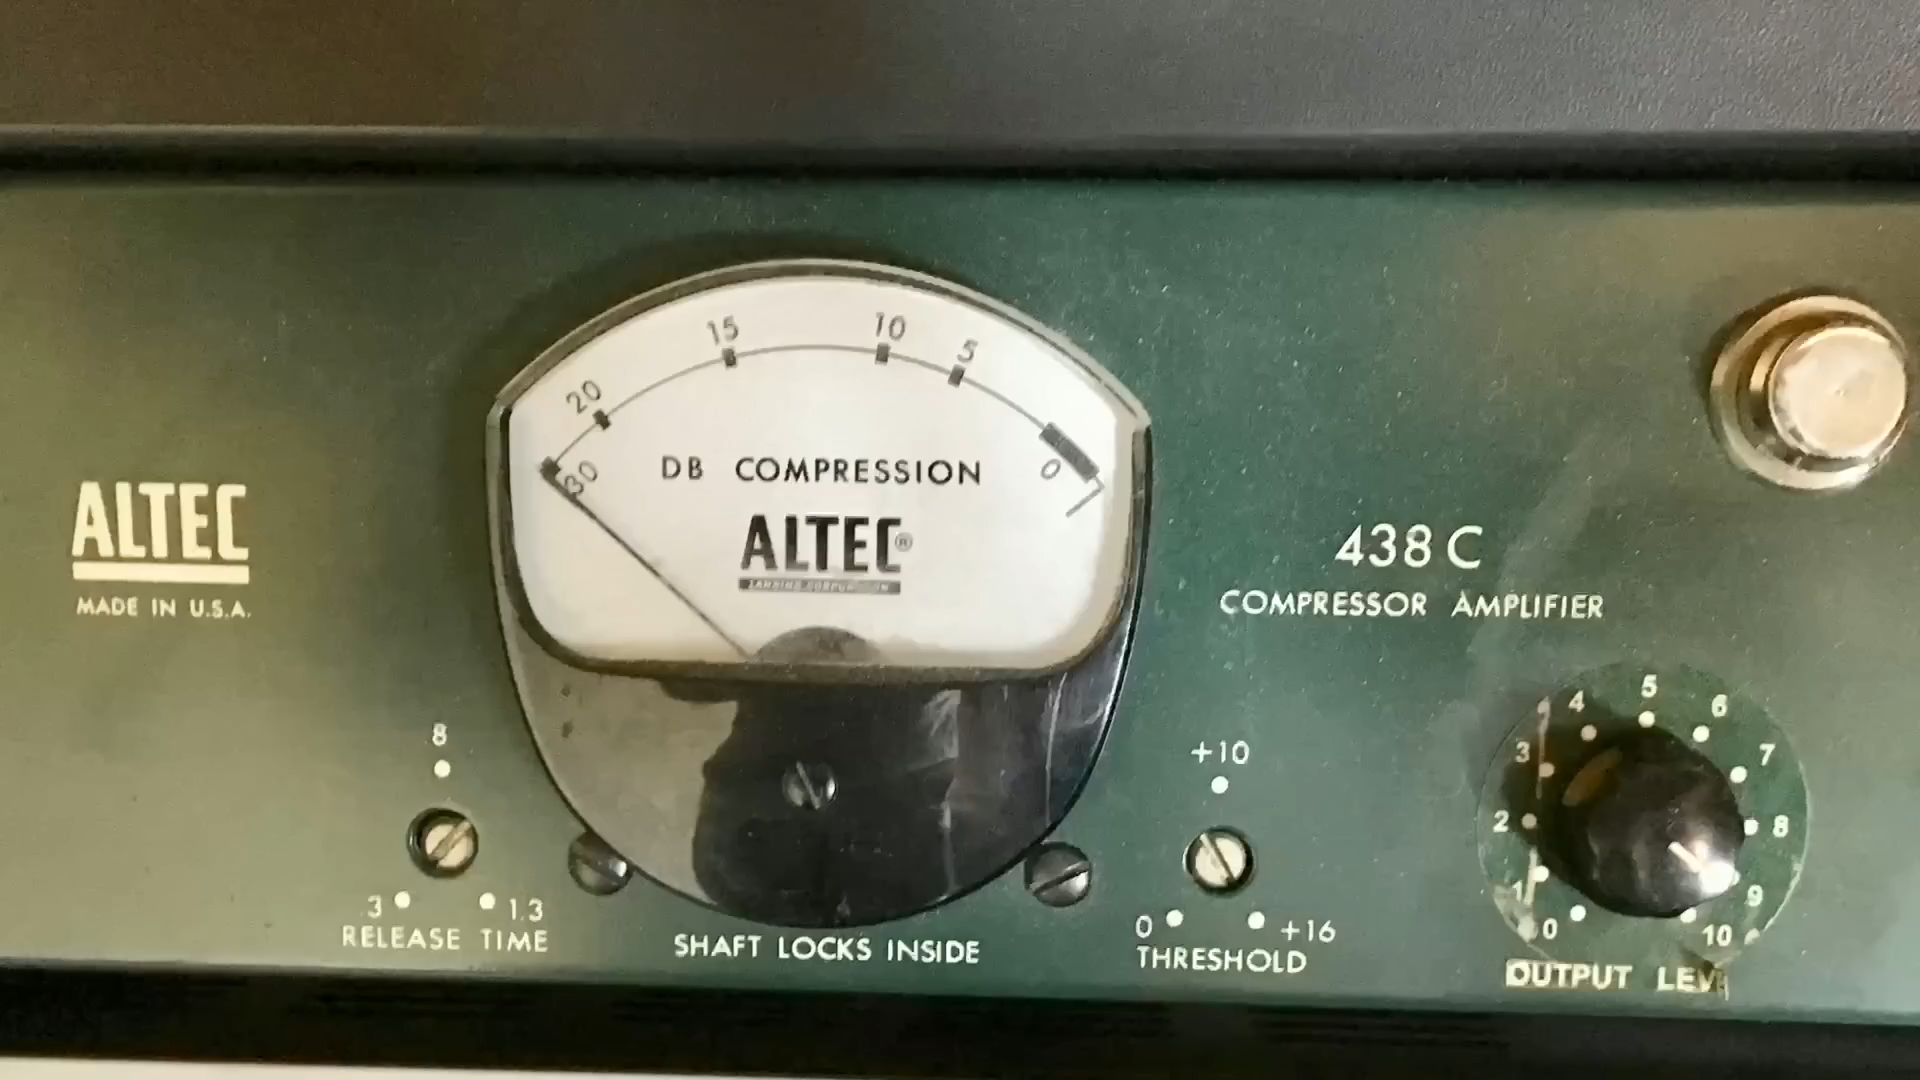 15 10 5
20
30 DB COMPRESSION 0
ALTEC®
ALTEC
MADE IN U.S.A.
438 C
COMPRESSOR AMPLIFIER
8
.3 1.3
RELEASE TIME
SHAFT LOCKS INSIDE
+10
0 +16
THRESHOLD
0 1 2 3 4 5 6 7 8 9 10
OUTPUT